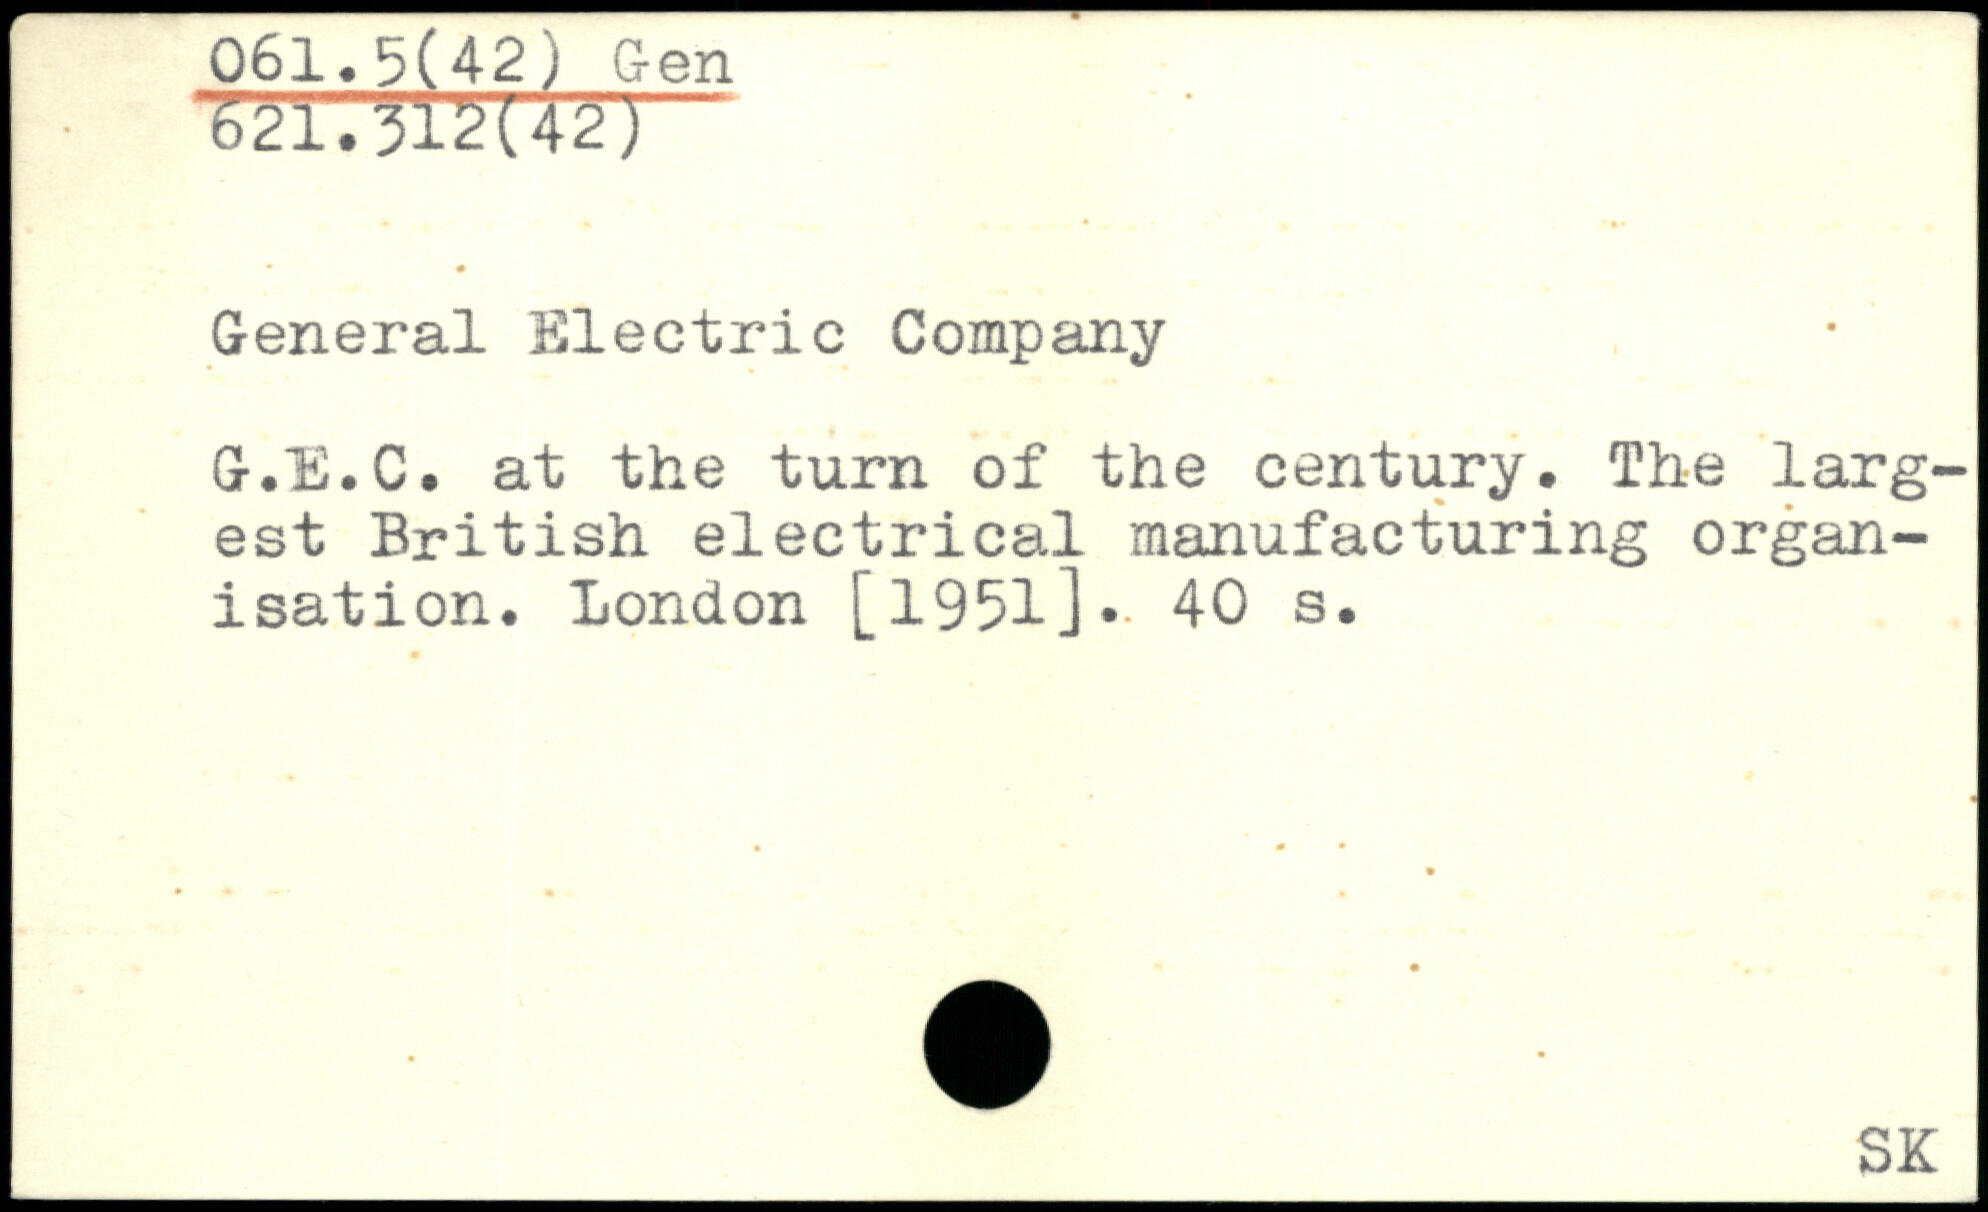 061.5(42) Gen
621.312(42)
General Electric Company
G.E.C. at the turn of the century. The larg-
est British electrical manufacturing organ-
isation. London [1951]. 40 s.
SK